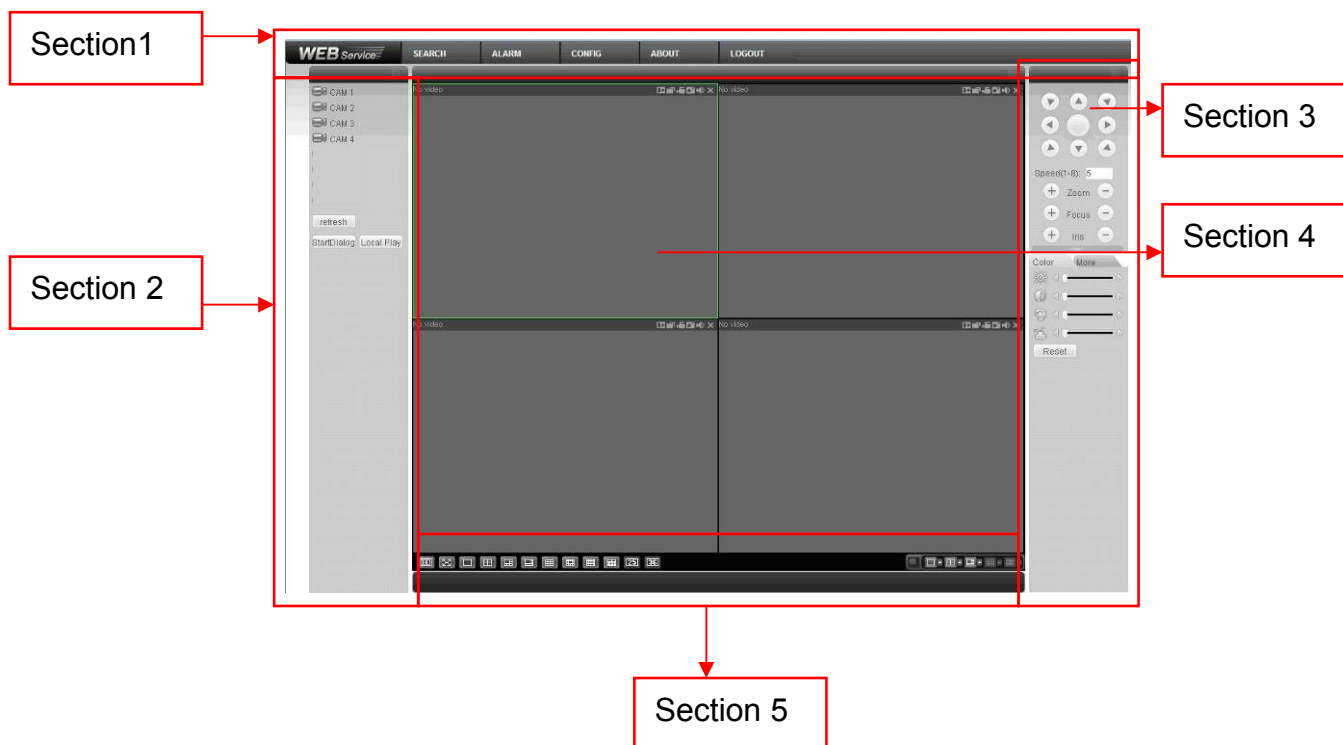 Section1
WEB Service
SEARCH
ALARM
CONFIG
ABOUT
LOGOUT
CAM 1
CAM 2
CAM 3
CAM 4
refresh
StartDialog
Local Play
Section 2
No video
No video
No video
No video
Section 3
Speed(1-8): 5
Zoom
Focus
Iris
Section 4
Color
More
Reset
Section 5